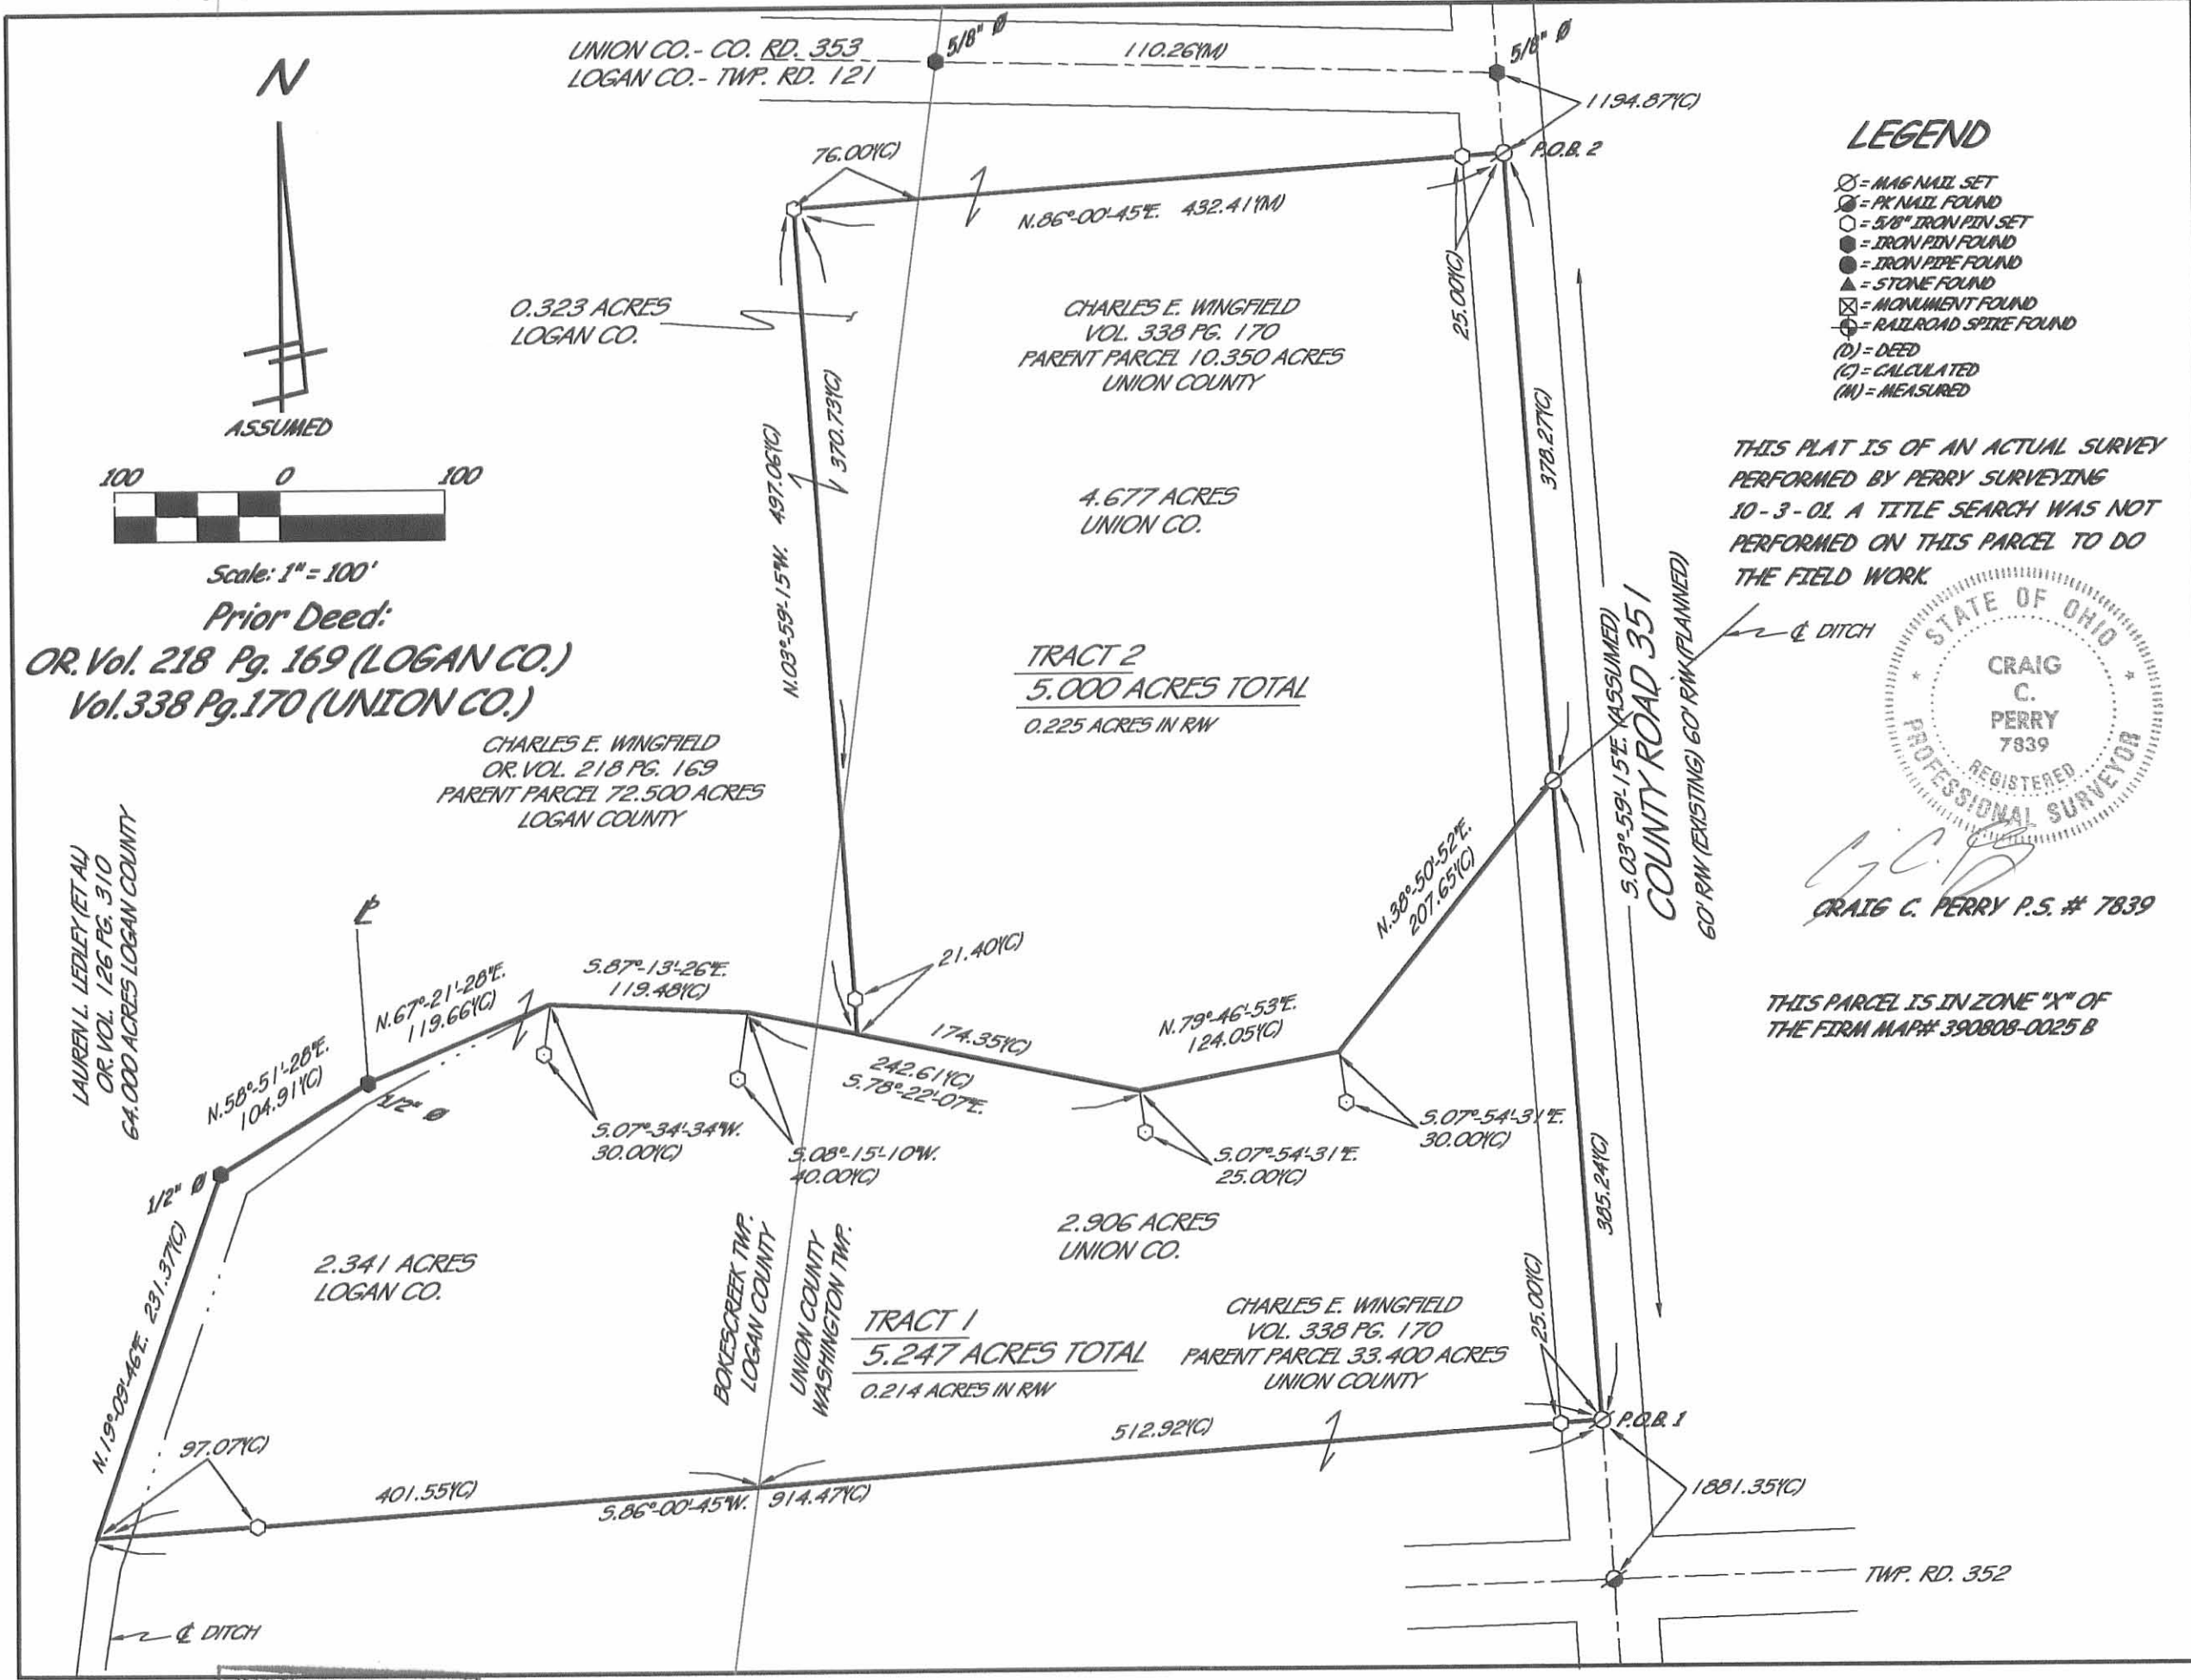 UNION CO.- CO. RD. 353
LOGAN CO.- TWP. RD. 121
5/8" Ø
110.26'(M)
5/8" Ø
1194.87'(C)
N
ASSUMED
100 0 100
Scale: 1" = 100'
Prior Deed:
OR. Vol. 218 Pg. 169 (LOGAN CO.)
Vol.338 Pg.170 (UNION CO.)
76.00'(C)
N.86°-00'-45"E. 432.41'(M)
P.O.B. 2
25.00'(C)
0.323 ACRES
LOGAN CO.
CHARLES E. WINGFIELD
VOL. 338 PG. 170
PARENT PARCEL 10.350 ACRES
UNION COUNTY
N.03°-59'-15"W. 497.06'(C)
370.73'(C)
378.27'(C)
4.677 ACRES
UNION CO.
TRACT 2
5.000 ACRES TOTAL
0.225 ACRES IN R/W
LEGEND
Ø = MAG NAIL SET
= PK NAIL FOUND
= 5/8" IRON PIN SET
= IRON PIN FOUND
= IRON PIPE FOUND
= STONE FOUND
= MONUMENT FOUND
= RAILROAD SPIKE FOUND
(D) = DEED
(C) = CALCULATED
(M) = MEASURED
THIS PLAT IS OF AN ACTUAL SURVEY
PERFORMED BY PERRY SURVEYING
10 - 3 - 01. A TITLE SEARCH WAS NOT
PERFORMED ON THIS PARCEL TO DO
THE FIELD WORK.
℄ DITCH
STATE OF OHIO
CRAIG
C.
PERRY
7839
REGISTERED
PROFESSIONAL SURVEYOR
CRAIG C. PERRY P.S. # 7839
THIS PARCEL IS IN ZONE "X" OF
THE FIRM MAP# 390808-0025 B
S.03°-59'-15"E. (ASSUMED)
COUNTY ROAD 351
60' R/W (EXISTING) 60' R/W (PLANNED)
CHARLES E. WINGFIELD
OR. VOL. 218 PG. 169
PARENT PARCEL 72.500 ACRES
LOGAN COUNTY
LAUREN L. LEDLEY (ET AL)
OR. VOL. 126 PG. 310
64.000 ACRES LOGAN COUNTY
N.58°-51'-28"E.
104.91'(C)
N.67°-21'-28"E.
119.66'(C)
S.87°-13'-26"E.
119.48'(C)
21.40'(C)
174.35'(C)
242.61'(C)
S.78°-22'-07"E.
N.79°-46'-53"E.
124.05'(C)
N.38°-50'-52"E.
207.65'(C)
1/2" Ø
1/2" Ø
S.07°-34'-34"W.
30.00'(C)
S.08°-15'-10"W.
40.00'(C)
S.07°-54'-31"E.
25.00'(C)
S.07°-54'-31"E.
30.00'(C)
N.19°-09'-46"E. 231.37'(C)
2.341 ACRES
LOGAN CO.
BOKESCREEK TWP.
LOGAN COUNTY
UNION COUNTY
WASHINGTON TWP.
2.906 ACRES
UNION CO.
TRACT 1
5.247 ACRES TOTAL
0.214 ACRES IN R/W
CHARLES E. WINGFIELD
VOL. 338 PG. 170
PARENT PARCEL 33.400 ACRES
UNION COUNTY
385.24'(C)
25.00'(C)
P.O.B. 1
97.07'(C)
401.55'(C)
512.92'(C)
S.86°-00'-45"W. 914.47'(C)
1881.35'(C)
TWP. RD. 352
℄ DITCH